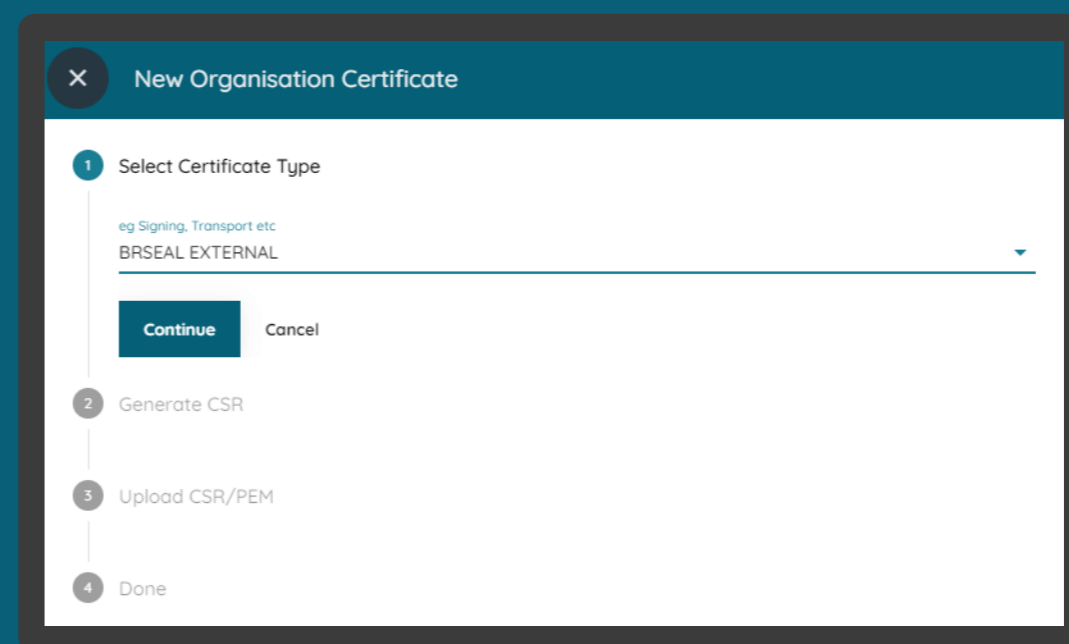 New Organisation Certificate
1 Select Certificate Type
eg Signing, Transport etc
BRSEAL EXTERNAL
Continue Cancel
2 Generate CSR
3 Upload CSR/PEM
4 Done